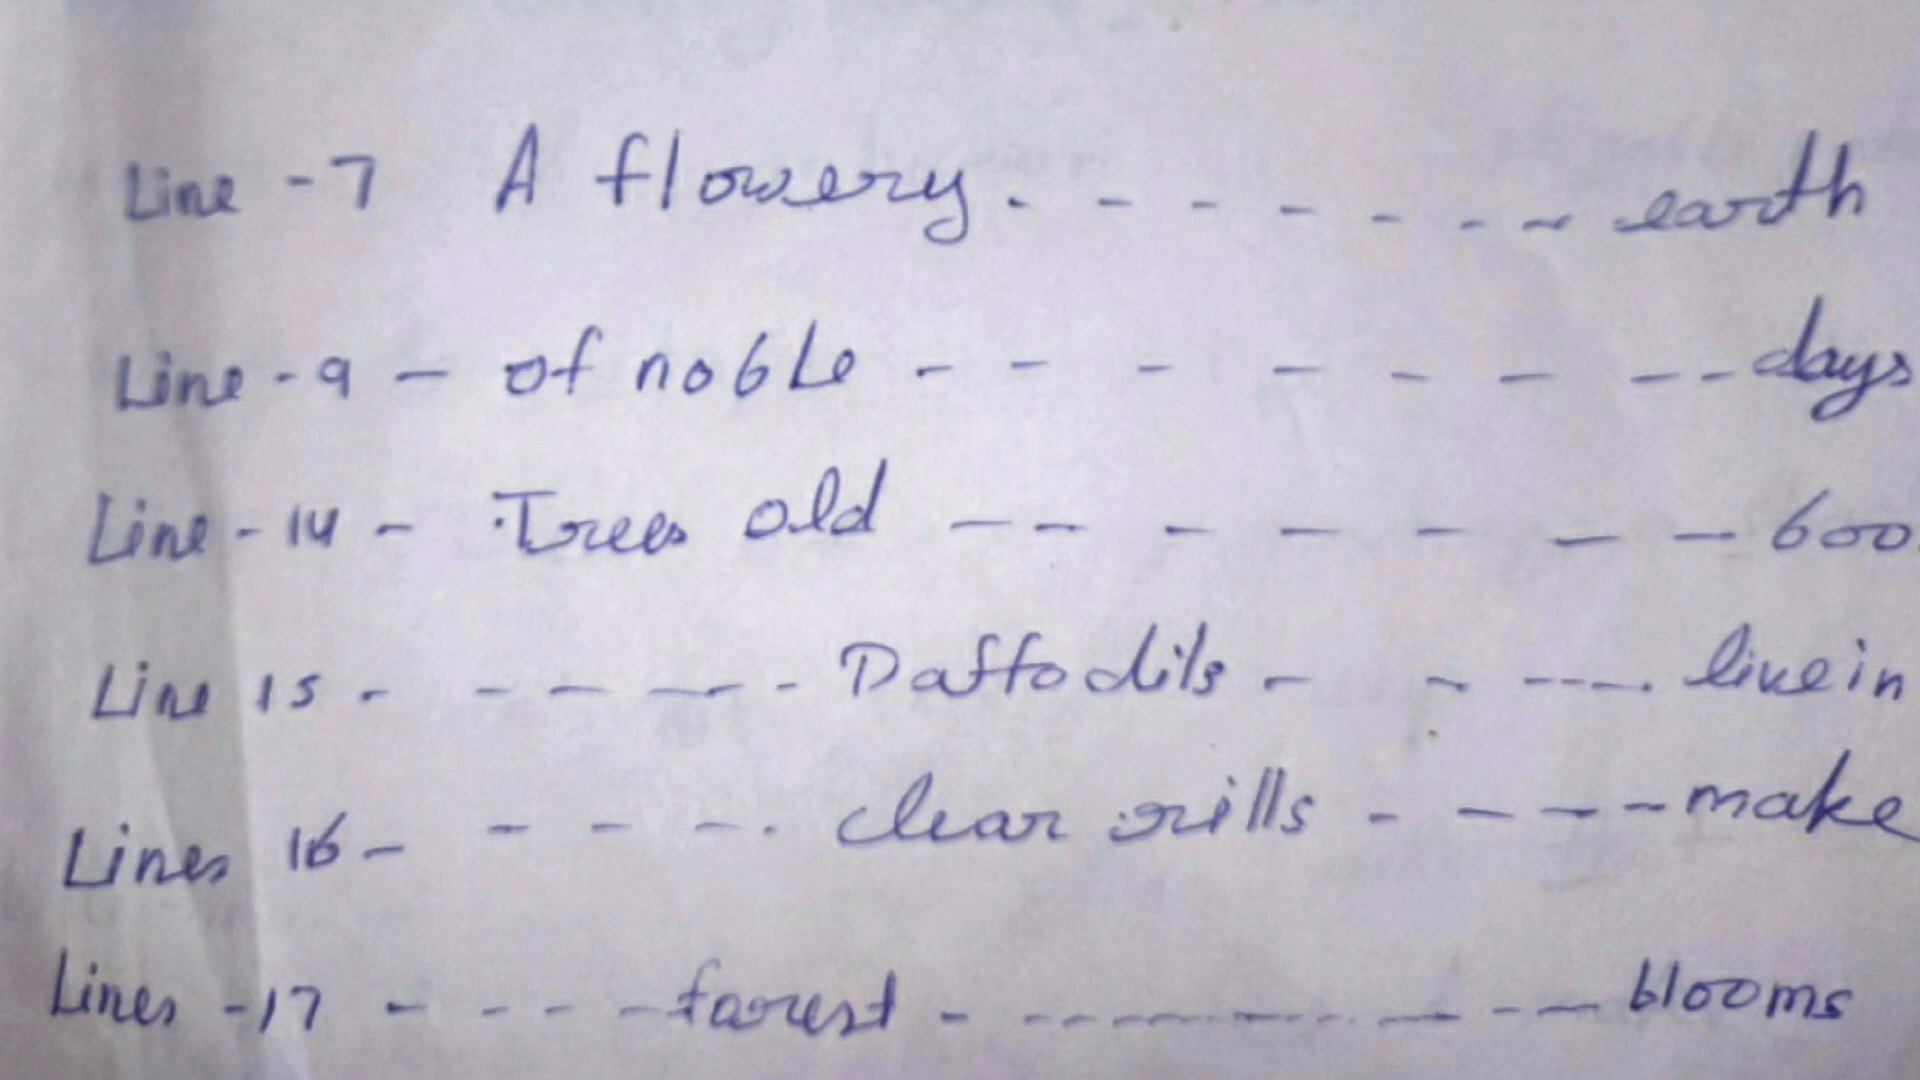 Line - 7 A flowery. - - - - - - - earth
Line - 9 - of noble - - - - - - - - - days
Line - 14 - Trees old - - - - - - - - 600
Line 15 - - - - - - Daffodils - - - - - . live in
Lines 16 - - - - . clear rills - - - - - make
Lines - 17 - - - - - forest - - - - - - - - - - blooms